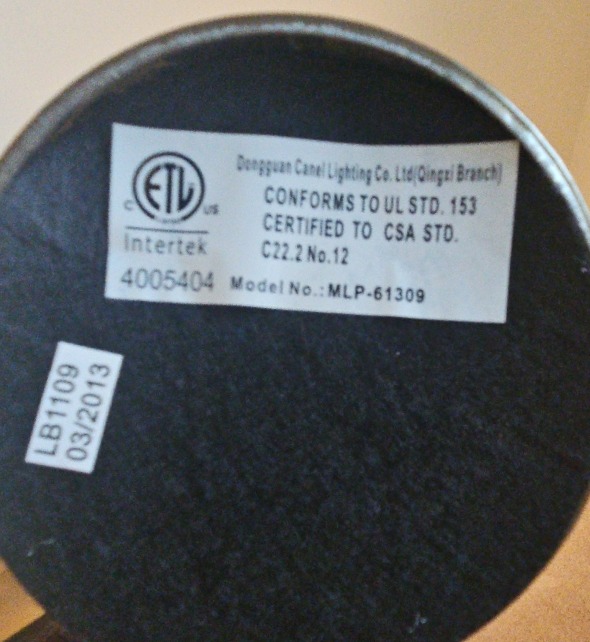 Dongguan Canel Lighting Co. Ltd(Qingxi Branch)
ETL
C US
Intertek
4005404
CONFORMS TO UL STD. 153
CERTIFIED TO CSA STD.
C22.2 No.12
Model No.:MLP-61309
LB1109
03/2013